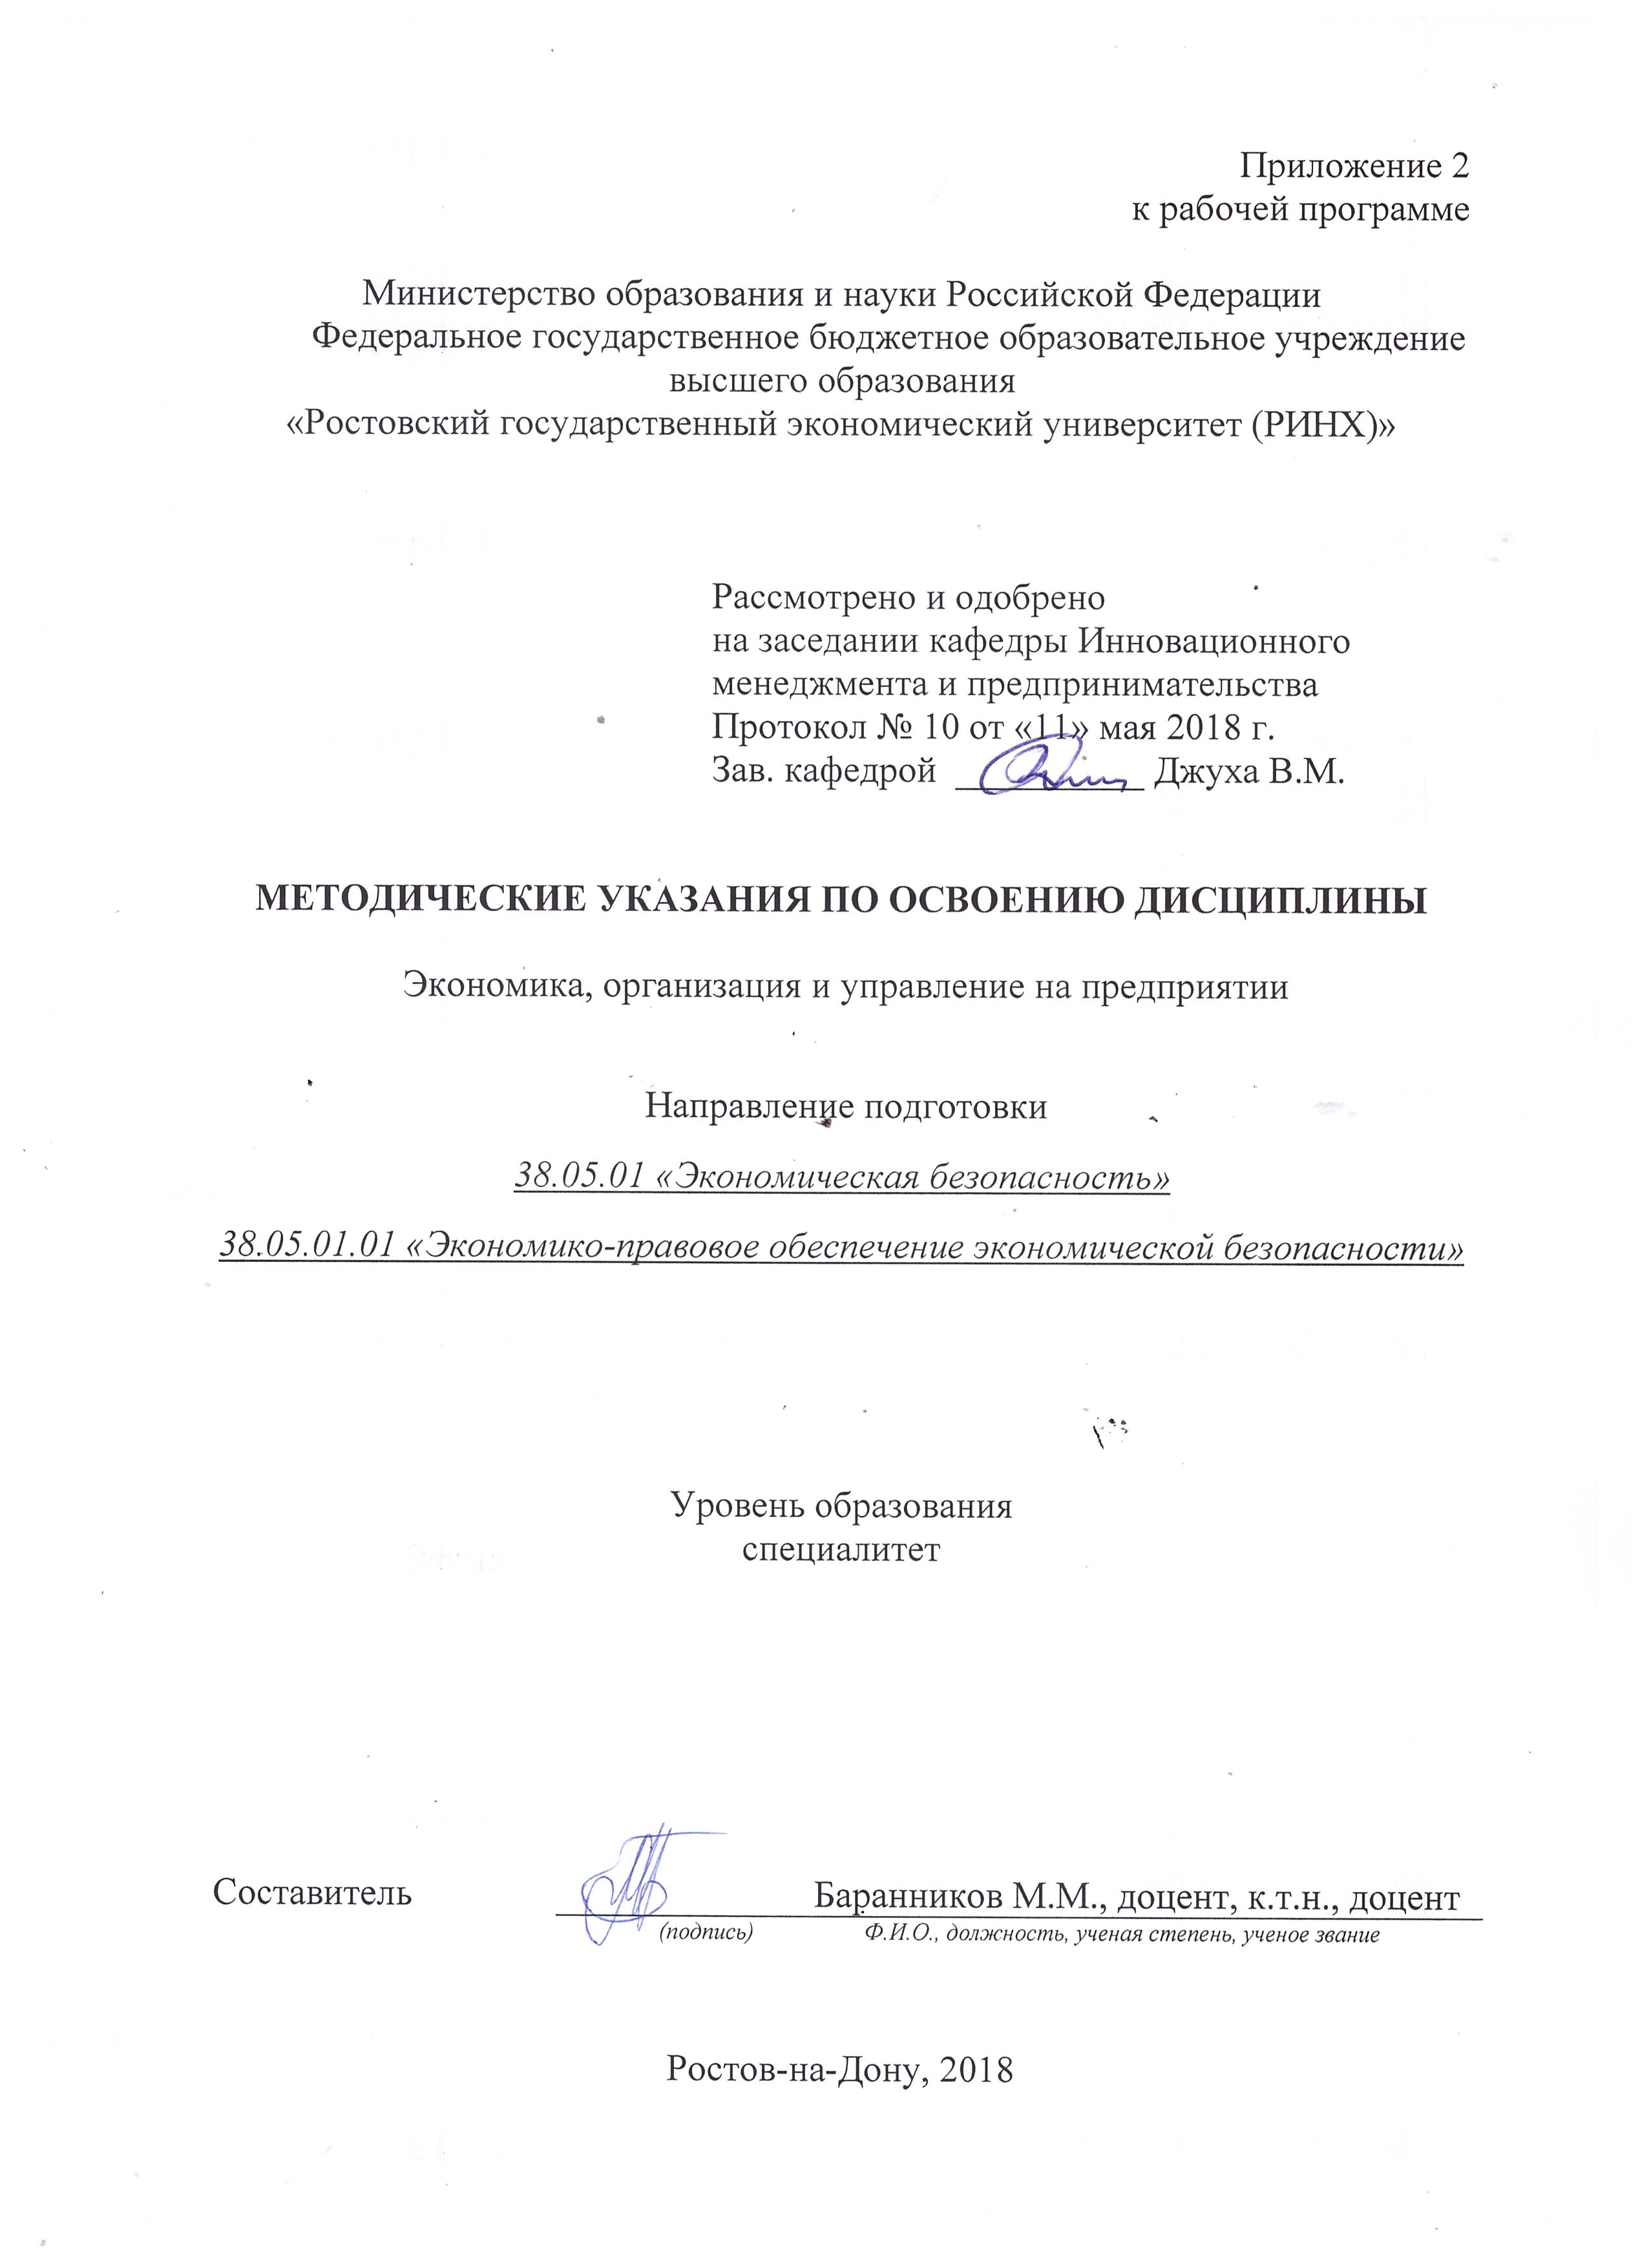 Приложение 2
к рабочей программе
Министерство образования и науки Российской Федерации
Федеральное государственное бюджетное образовательное учреждение
высшего образования
«Ростовский государственный экономический университет (РИНХ)»
Рассмотрено и одобрено
на заседании кафедры Инновационного
менеджмента и предпринимательства
Протокол № 10 от «11» мая 2018 г.
Зав. кафедрой Джуха В.М.
МЕТОДИЧЕСКИЕ УКАЗАНИЯ ПО ОСВОЕНИЮ ДИСЦИПЛИНЫ
Экономика, организация и управление на предприятии
Направление подготовки
38.05.01 «Экономическая безопасность»
38.05.01.01 «Экономико-правовое обеспечение экономической безопасности»
Уровень образования
специалитет
Составитель Баранников М.М., доцент, к.т.н., доцент
(подпись) Ф.И.О., должность, ученая степень, ученое звание
Ростов-на-Дону, 2018